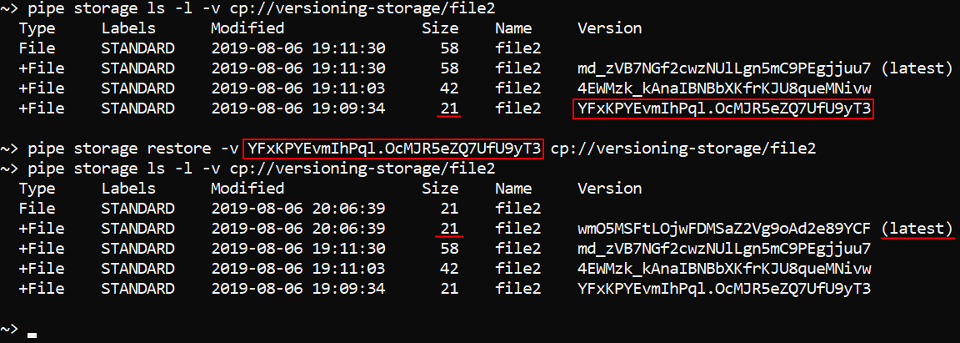 ~> pipe storage ls -l -v cp://versioning-storage/file2
Type Labels Modified Size Name Version
File STANDARD 2019-08-06 19:11:30 58 file2
+File STANDARD 2019-08-06 19:11:30 58 file2 md_zVB7NGf2cwzNUlLgn5mC9PEgjjuu7 (latest)
+File STANDARD 2019-08-06 19:11:03 42 file2 4EWMzk_kAnaIBNBbXKfrKJU8queMNivw
+File STANDARD 2019-08-06 19:09:34 21 file2 YFxKPYEvmIhPql.OcMJR5eZQ7UfU9yT3
~> pipe storage restore -v YFxKPYEvmIhPql.OcMJR5eZQ7UfU9yT3 cp://versioning-storage/file2
~> pipe storage ls -l -v cp://versioning-storage/file2
Type Labels Modified Size Name Version
File STANDARD 2019-08-06 20:06:39 21 file2
+File STANDARD 2019-08-06 20:06:39 21 file2 wmO5MSFtLOjwFDMSaZ2Vg9oAd2e89YCF (latest)
+File STANDARD 2019-08-06 19:11:30 58 file2 md_zVB7NGf2cwzNUlLgn5mC9PEgjjuu7
+File STANDARD 2019-08-06 19:11:03 42 file2 4EWMzk_kAnaIBNBbXKfrKJU8queMNivw
+File STANDARD 2019-08-06 19:09:34 21 file2 YFxKPYEvmIhPql.OcMJR5eZQ7UfU9yT3
~>